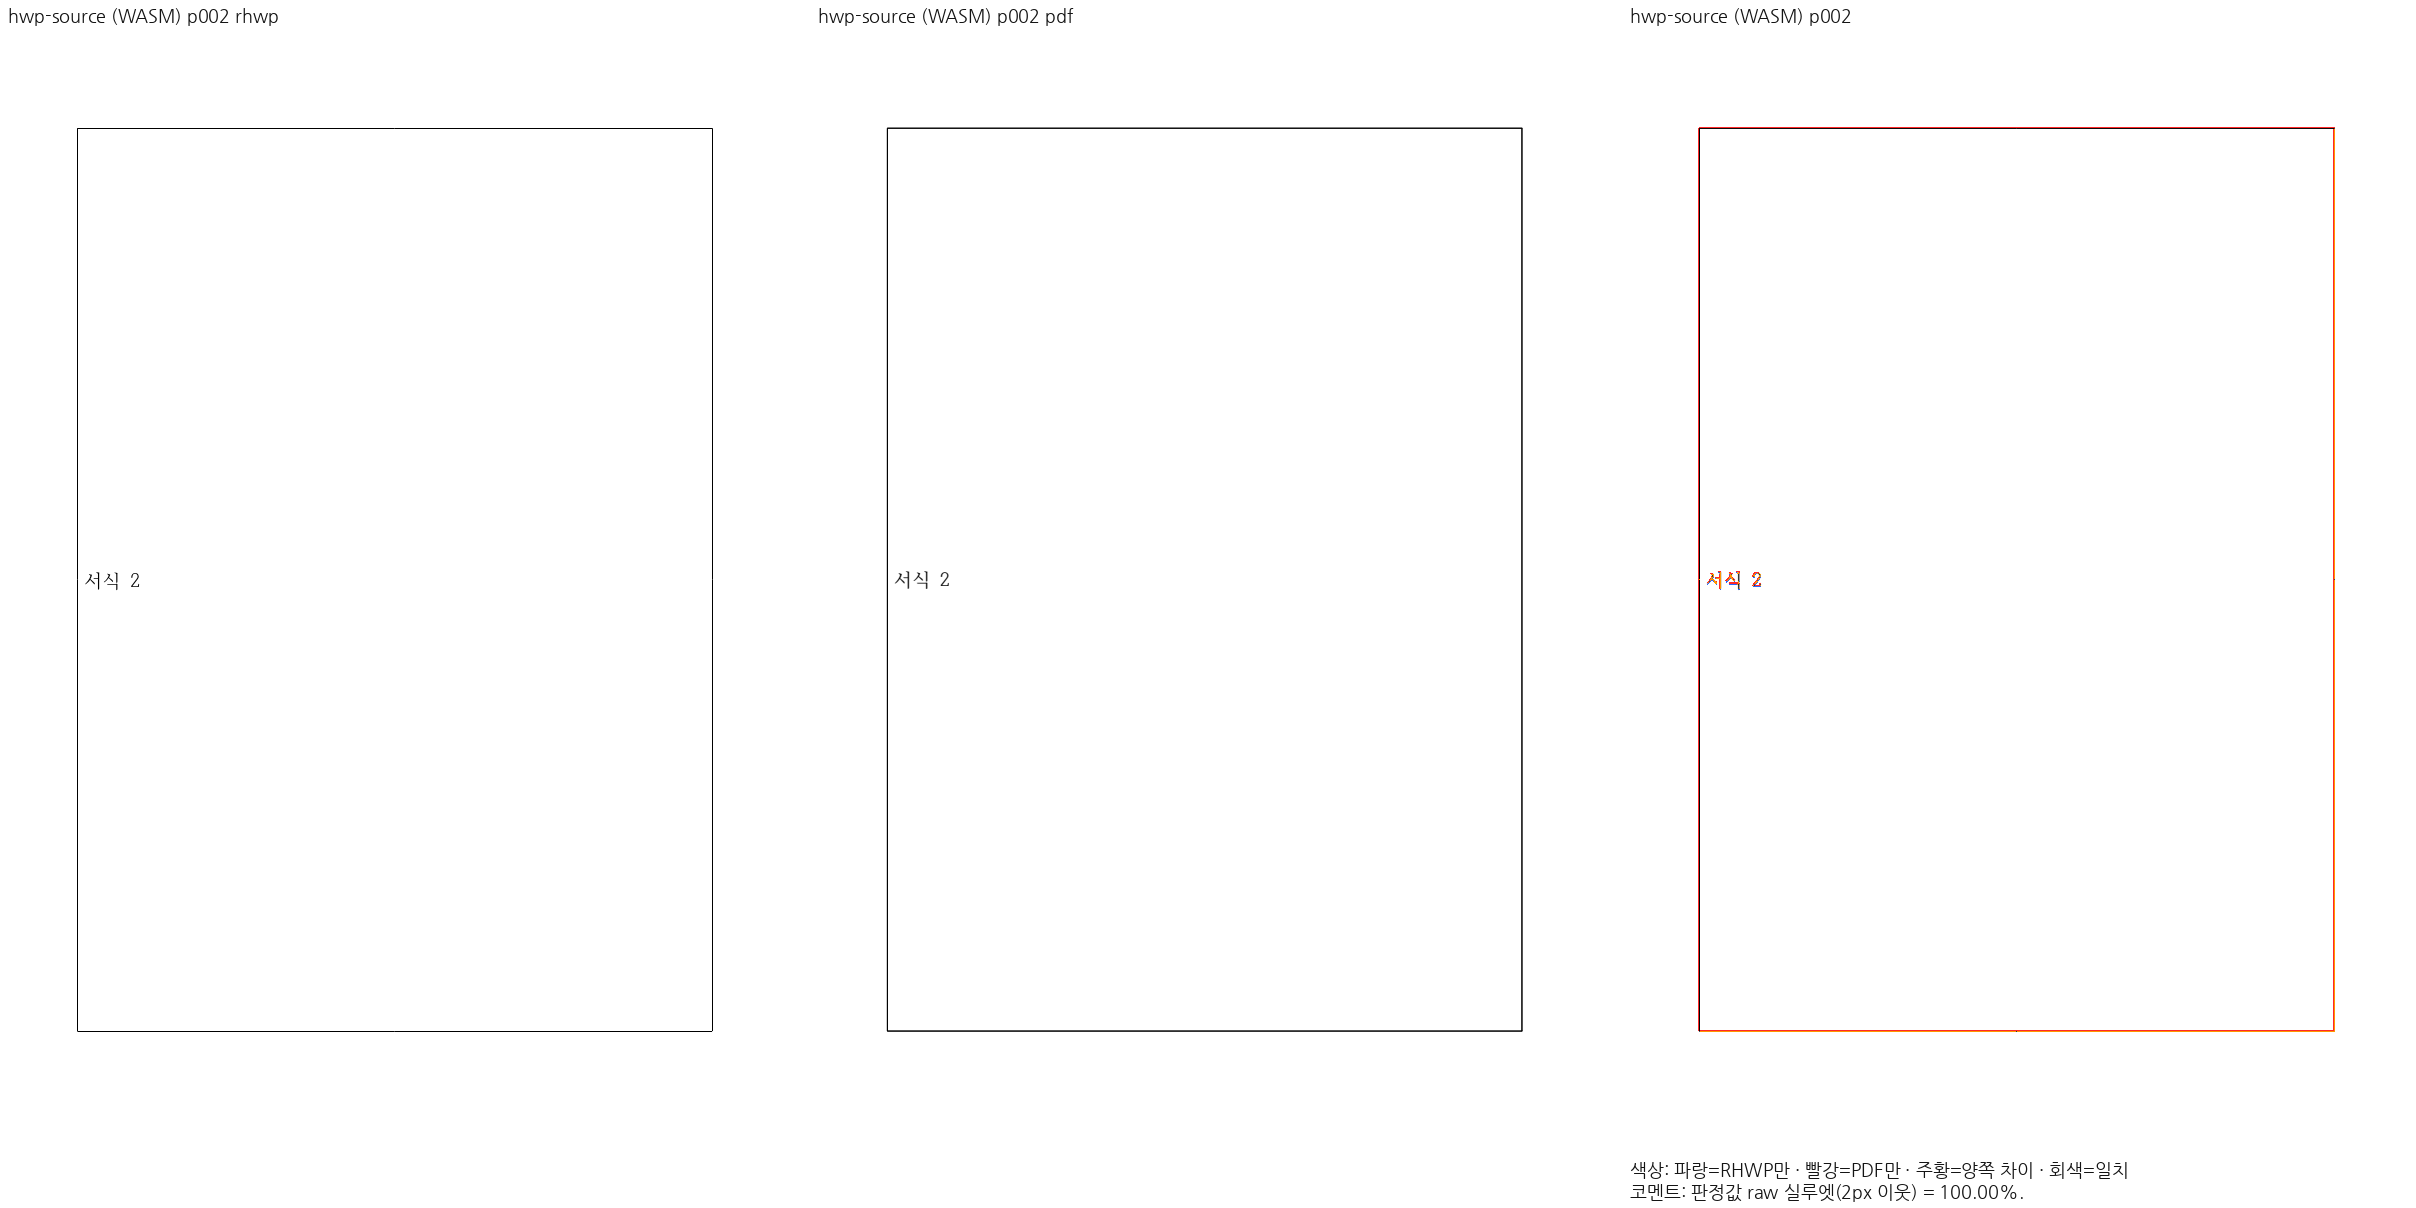 hwp-source (WASM) p002 rhwp
hwp-source (WASM) p002 pdf
hwp-source (WASM) p002
서식 2
서식 2
서식 2
색상: 파랑=RHWP만 · 빨강=PDF만 · 주황=양쪽 차이 · 회색=일치
코멘트: 판정값 raw 실루엣(2px 이웃) = 100.00%.